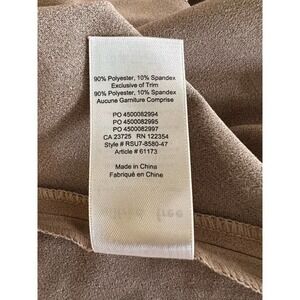 90% Polyester, 10% Spandex
Exclusive of Trim
90% Polyester, 10% Spandex
Aucune Garniture Comprise
PO 4500082994
PO 4500082995
PO 4500082997
CA 23725 RN 122354
Style # RSU7-8580-47
Article # 61173
Made in China
Fabriqué en China